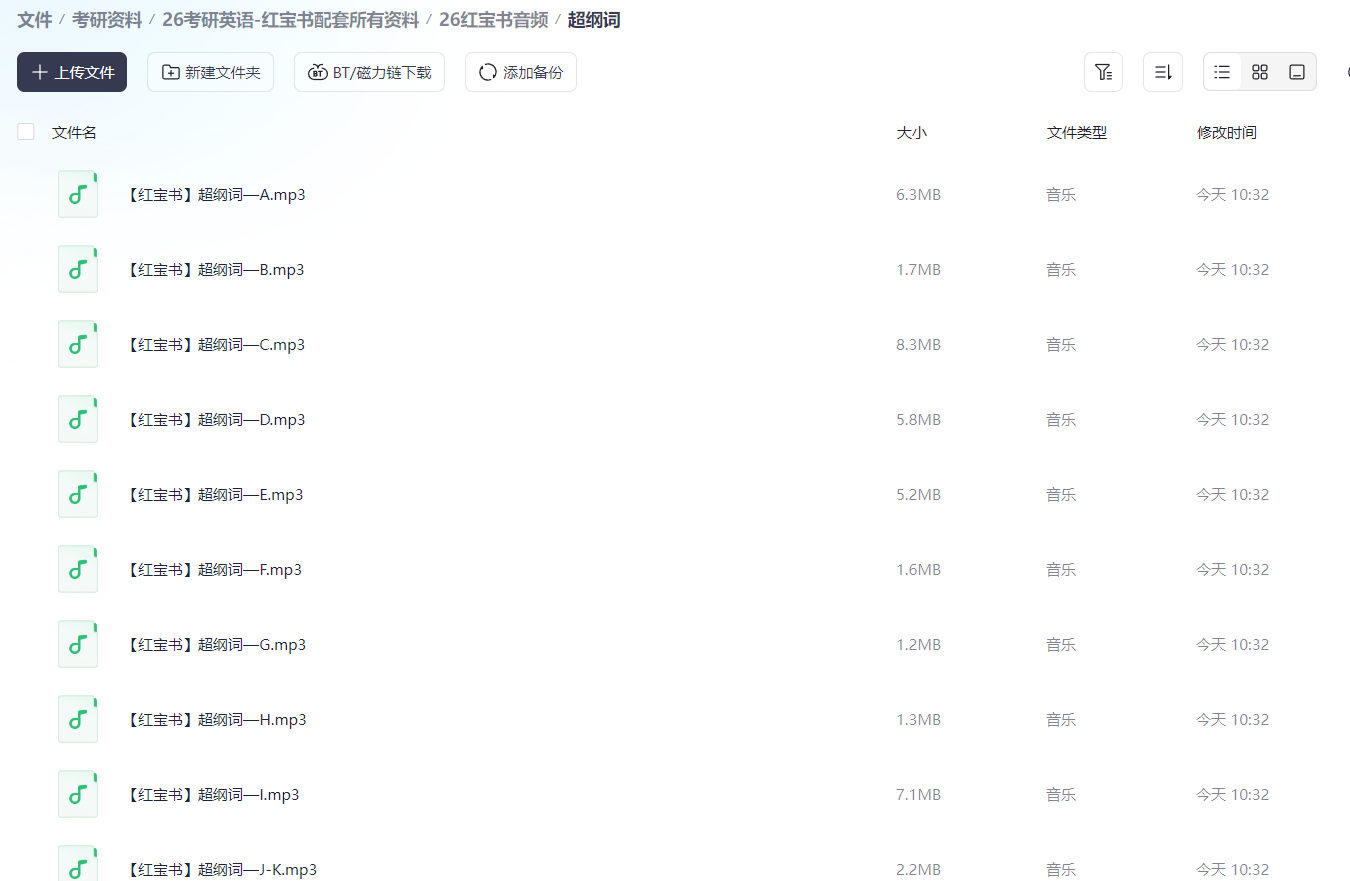 文件 / 考研资料 / 26考研英语-红宝书配套所有资料 / 26红宝书音频 / 超纲词
上传文件 新建文件夹 BT/磁力链下载 添加备份
文件名 大小 文件类型 修改时间
【红宝书】超纲词—A.mp3 6.3MB 音乐 今天 10:32
【红宝书】超纲词—B.mp3 1.7MB 音乐 今天 10:32
【红宝书】超纲词—C.mp3 8.3MB 音乐 今天 10:32
【红宝书】超纲词—D.mp3 5.8MB 音乐 今天 10:32
【红宝书】超纲词—E.mp3 5.2MB 音乐 今天 10:32
【红宝书】超纲词—F.mp3 1.6MB 音乐 今天 10:32
【红宝书】超纲词—G.mp3 1.2MB 音乐 今天 10:32
【红宝书】超纲词—H.mp3 1.3MB 音乐 今天 10:32
【红宝书】超纲词—I.mp3 7.1MB 音乐 今天 10:32
【红宝书】超纲词—J-K.mp3 2.2MB 音乐 今天 10:32